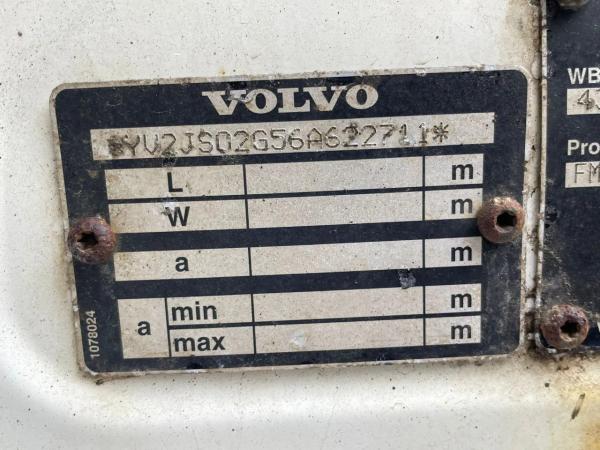 VOLVO
*YV2JS02G56A622711*
L m
W m
a m
a min m
max m
1078024
WB
Pro
FM